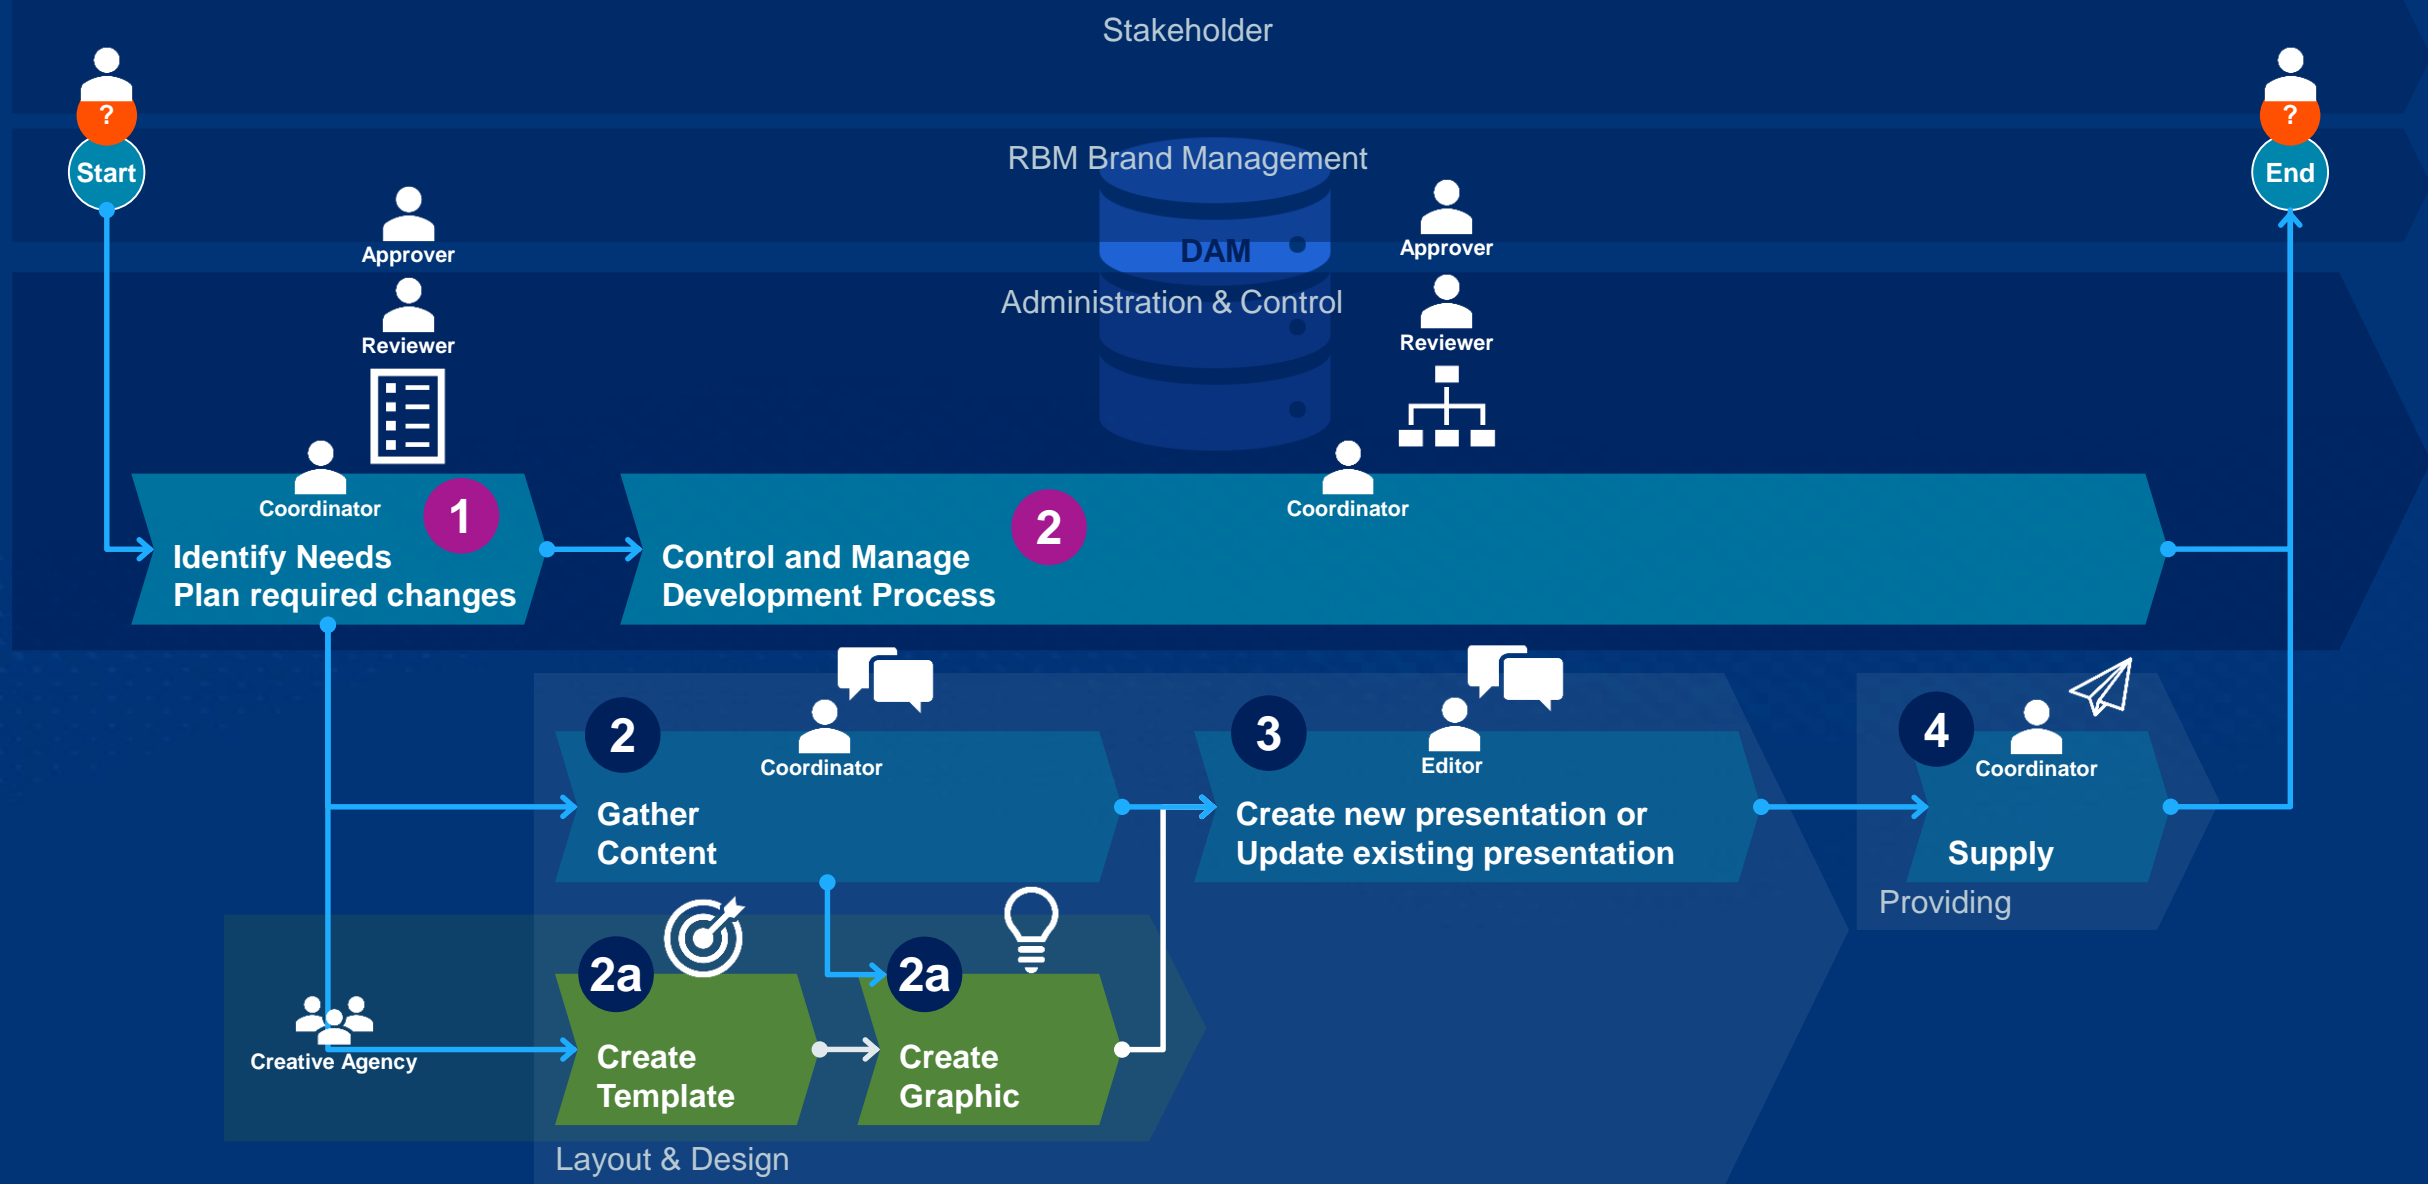 Stakeholder
?
?
Start
RBM Brand Management
End
Approver
Approver
DAM
Administration & Control
Reviewer
Reviewer
Coordinator
1
Identify Needs
Plan required changes
Coordinator
2
Control and Manage
Development Process
2
Coordinator
Gather
Content
3
Editor
Create new presentation or
Update existing presentation
4
Coordinator
Supply
Providing
Creative Agency
2a
Create
Template
2a
Create
Graphic
Layout & Design